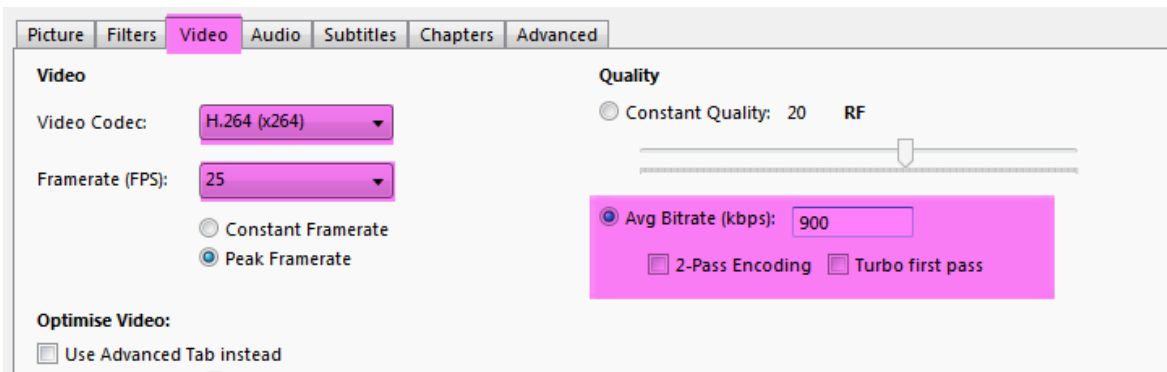 Picture Filters Video Audio Subtitles Chapters Advanced
Video
Video Codec: H.264 (x264)
Framerate (FPS): 25
Constant Framerate
Peak Framerate
Optimise Video:
Use Advanced Tab instead
Quality
Constant Quality: 20 RF
Avg Bitrate (kbps): 900
2-Pass Encoding Turbo first pass